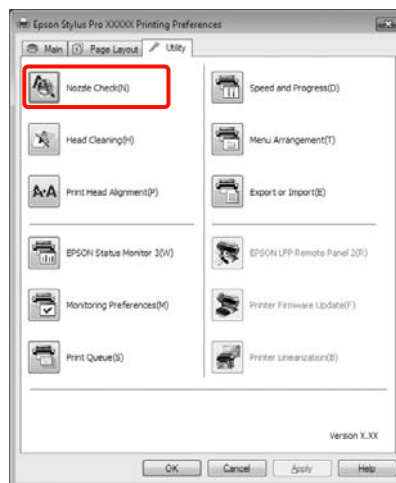 Epson Stylus Pro XXXXX Printing Preferences
Main Page Layout Utility
Nozzle Check(N)
Speed and Progress(D)
Head Cleaning(H)
Menu Arrangement(T)
Print Head Alignment(P)
Export or Import(E)
EPSON Status Monitor 3(W)
EPSON LFP Remote Panel 2(R)
Monitoring Preferences(M)
Printer Firmware Update(F)
Print Queue(S)
Printer Linearization(B)
Version X.XX
OK Cancel Apply Help